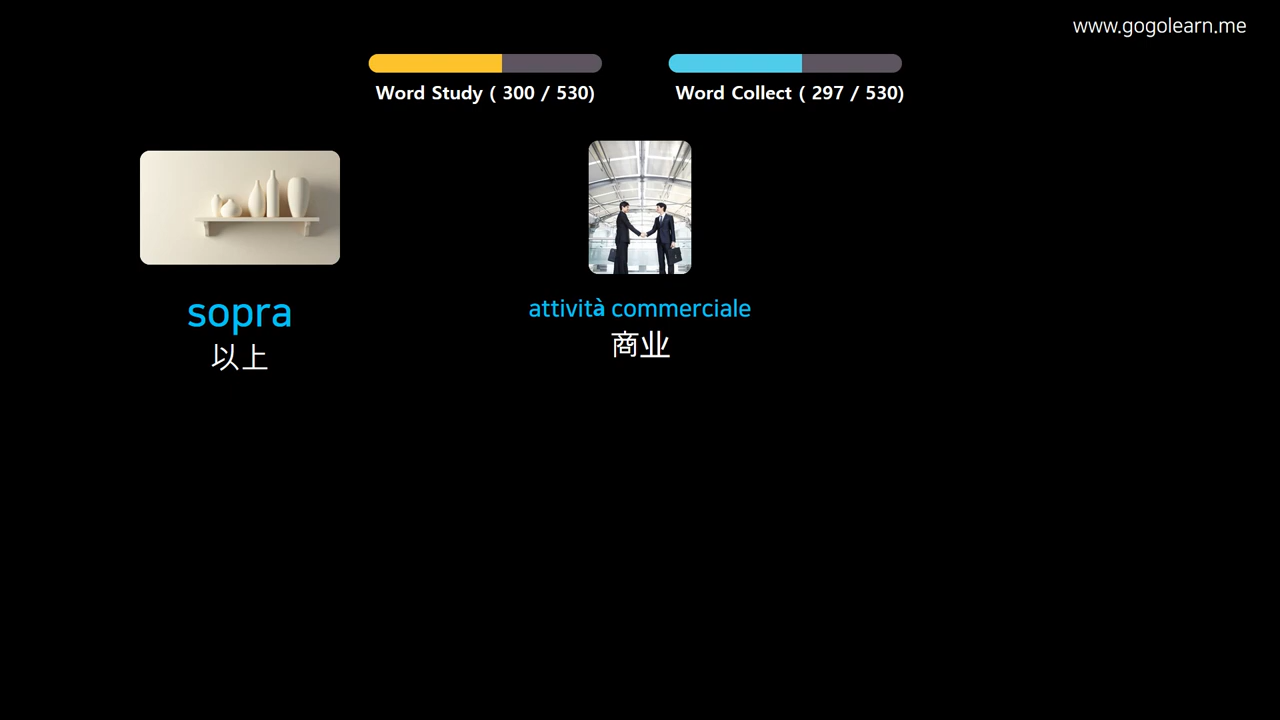 www.gogolearn.me
Word Study ( 300 / 530)
Word Collect ( 297 / 530)
sopra
以上
attività commerciale
商业